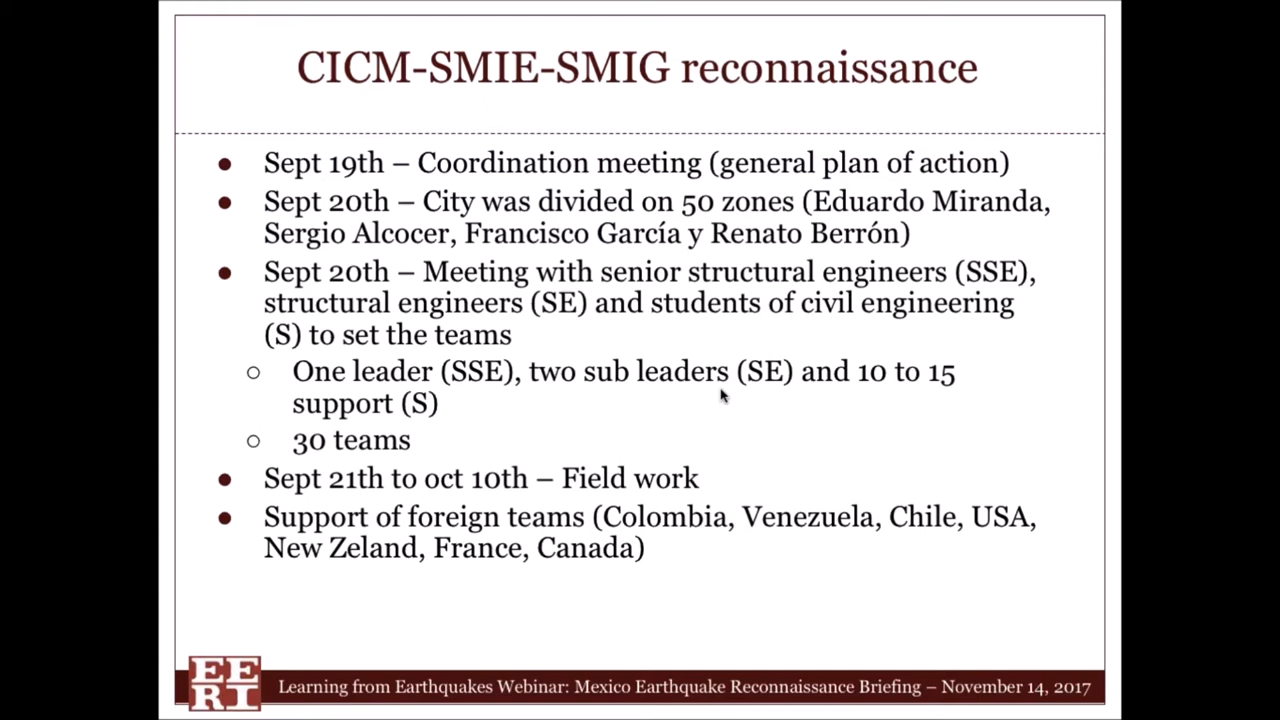 CICM-SMIE-SMIG reconnaissance
● Sept 19th – Coordination meeting (general plan of action)
● Sept 20th – City was divided on 50 zones (Eduardo Miranda,
Sergio Alcocer, Francisco García y Renato Berrón)
● Sept 20th – Meeting with senior structural engineers (SSE),
structural engineers (SE) and students of civil engineering
(S) to set the teams
○ One leader (SSE), two sub leaders (SE) and 10 to 15
support (S)
○ 30 teams
● Sept 21th to oct 10th – Field work
● Support of foreign teams (Colombia, Venezuela, Chile, USA,
New Zeland, France, Canada)
EE
RI
Learning from Earthquakes Webinar: Mexico Earthquake Reconnaissance Briefing – November 14, 2017